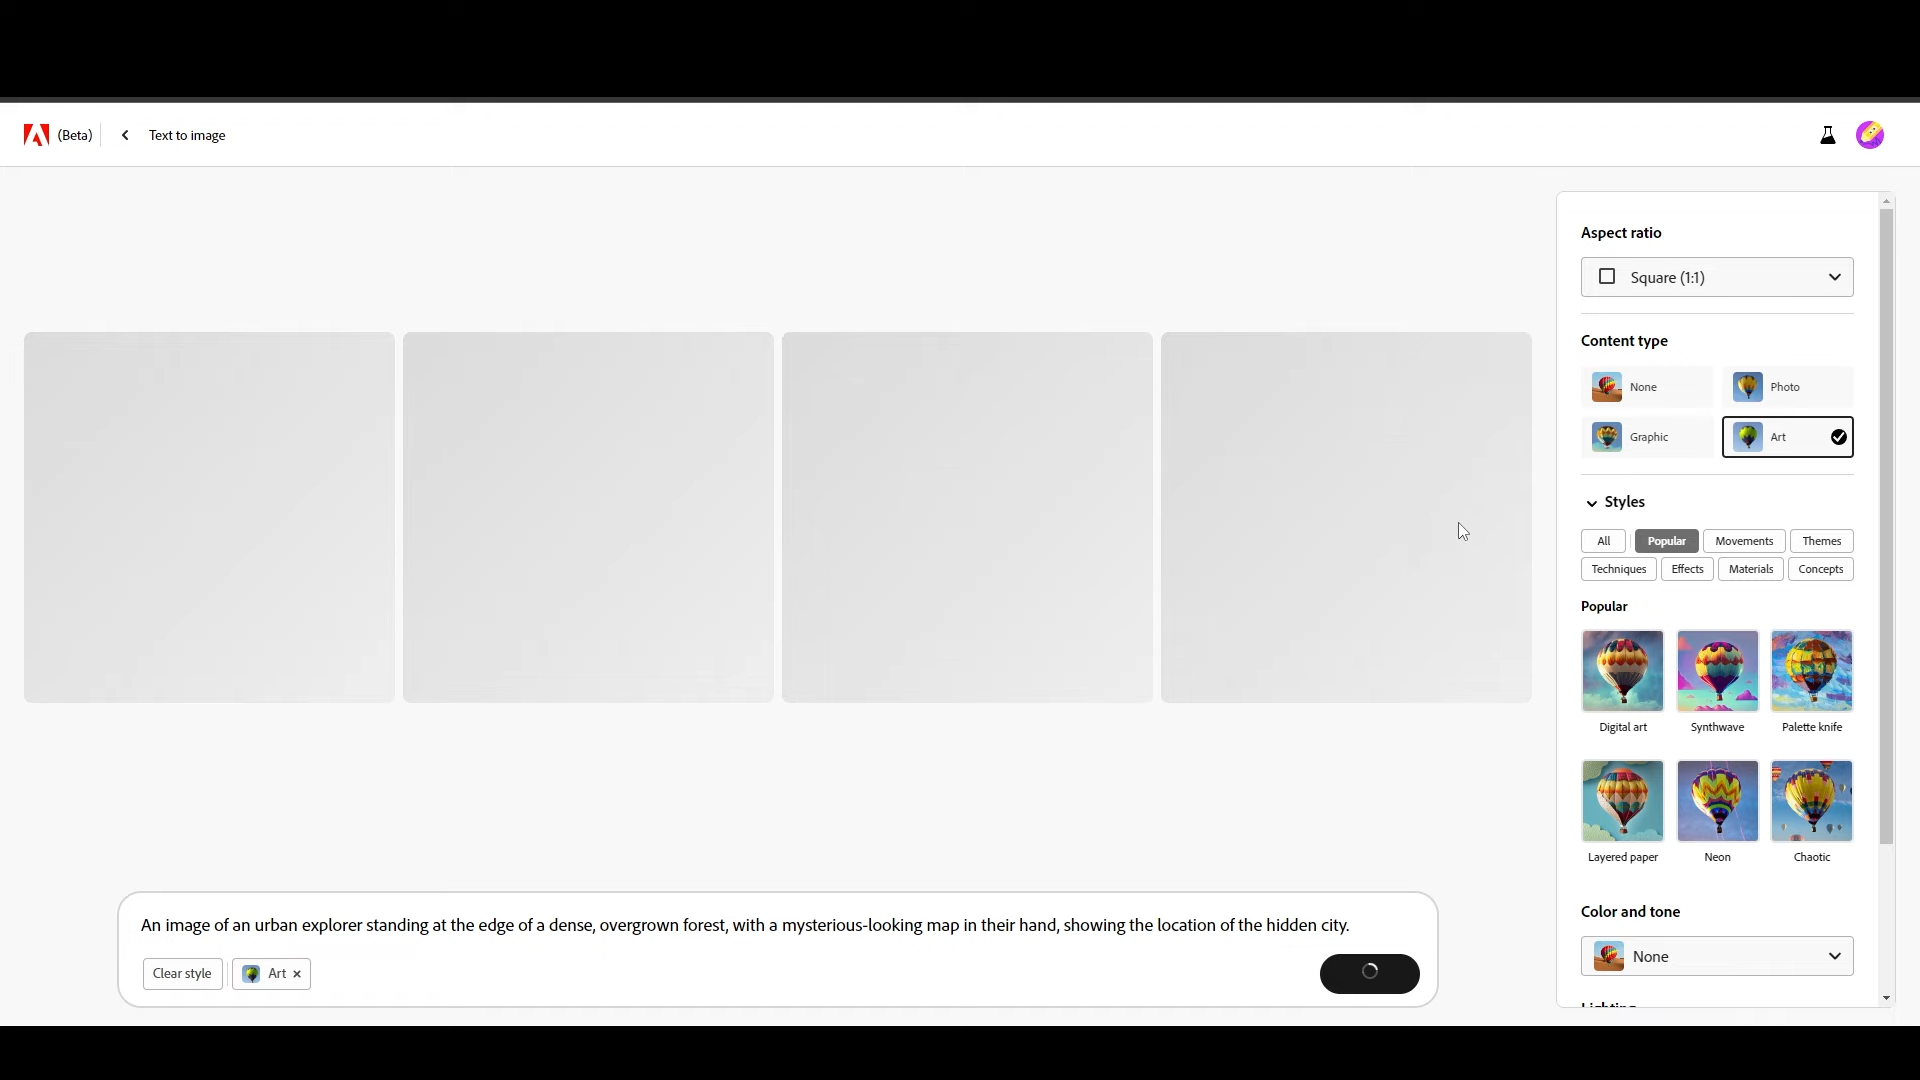 (Beta)
Text to image
Aspect ratio
Square (1:1)
Content type
None
Photo
Graphic
Art
Styles
All
Popular
Movements
Themes
Techniques
Effects
Materials
Concepts
Popular
Digital art
Synthwave
Palette knife
Layered paper
Neon
Chaotic
Color and tone
None
Lighting
An image of an urban explorer standing at the edge of a dense, overgrown forest, with a mysterious-looking map in their hand, showing the location of the hidden city.
Clear style
Art